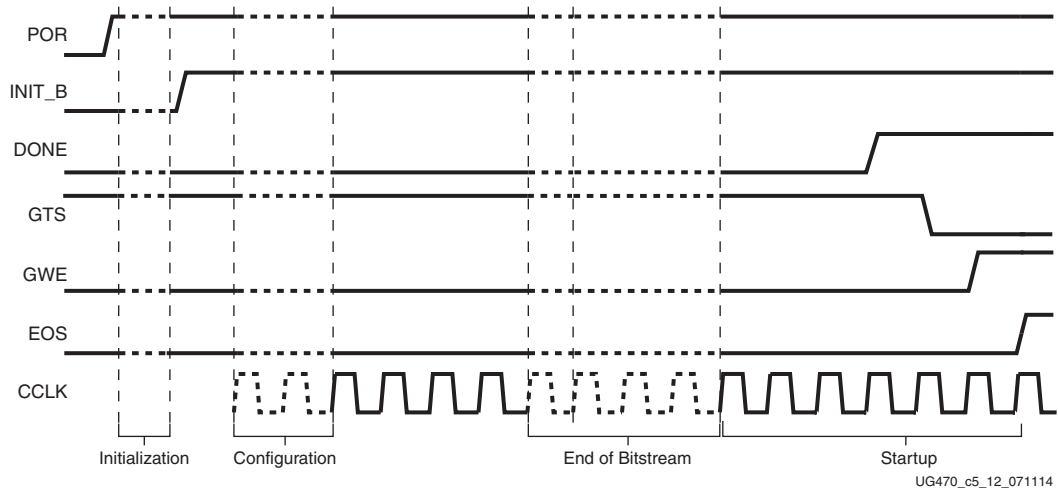 POR
INIT_B
DONE
GTS
GWE
EOS
CCLK
Initialization Configuration End of Bitstream Startup
UG470_c5_12_071114